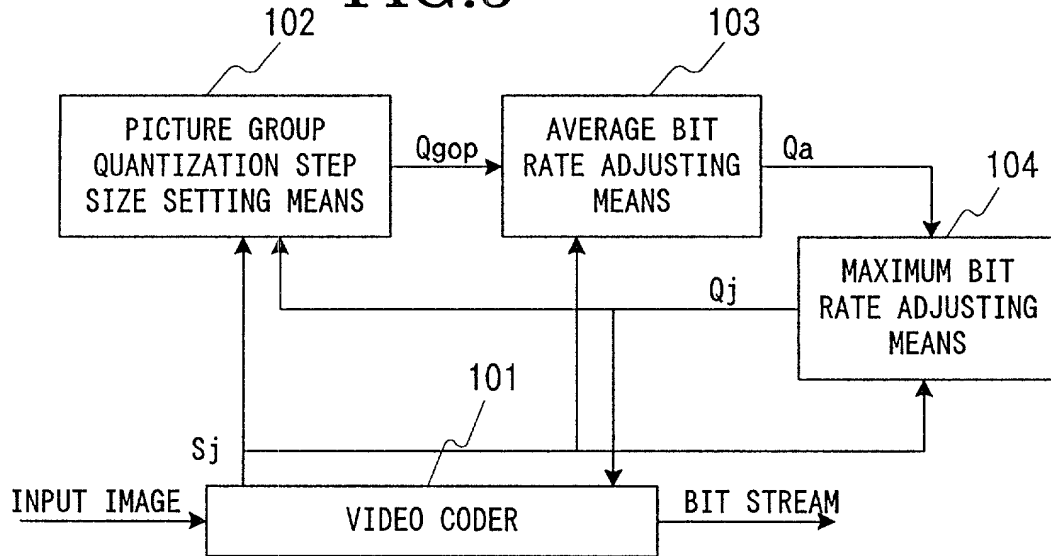 102
103
PICTURE GROUP
QUANTIZATION STEP
SIZE SETTING MEANS
Qgop
AVERAGE BIT
RATE ADJUSTING
MEANS
Qa
104
MAXIMUM BIT
RATE ADJUSTING
MEANS
Qj
101
Sj
INPUT IMAGE
VIDEO CODER
BIT STREAM